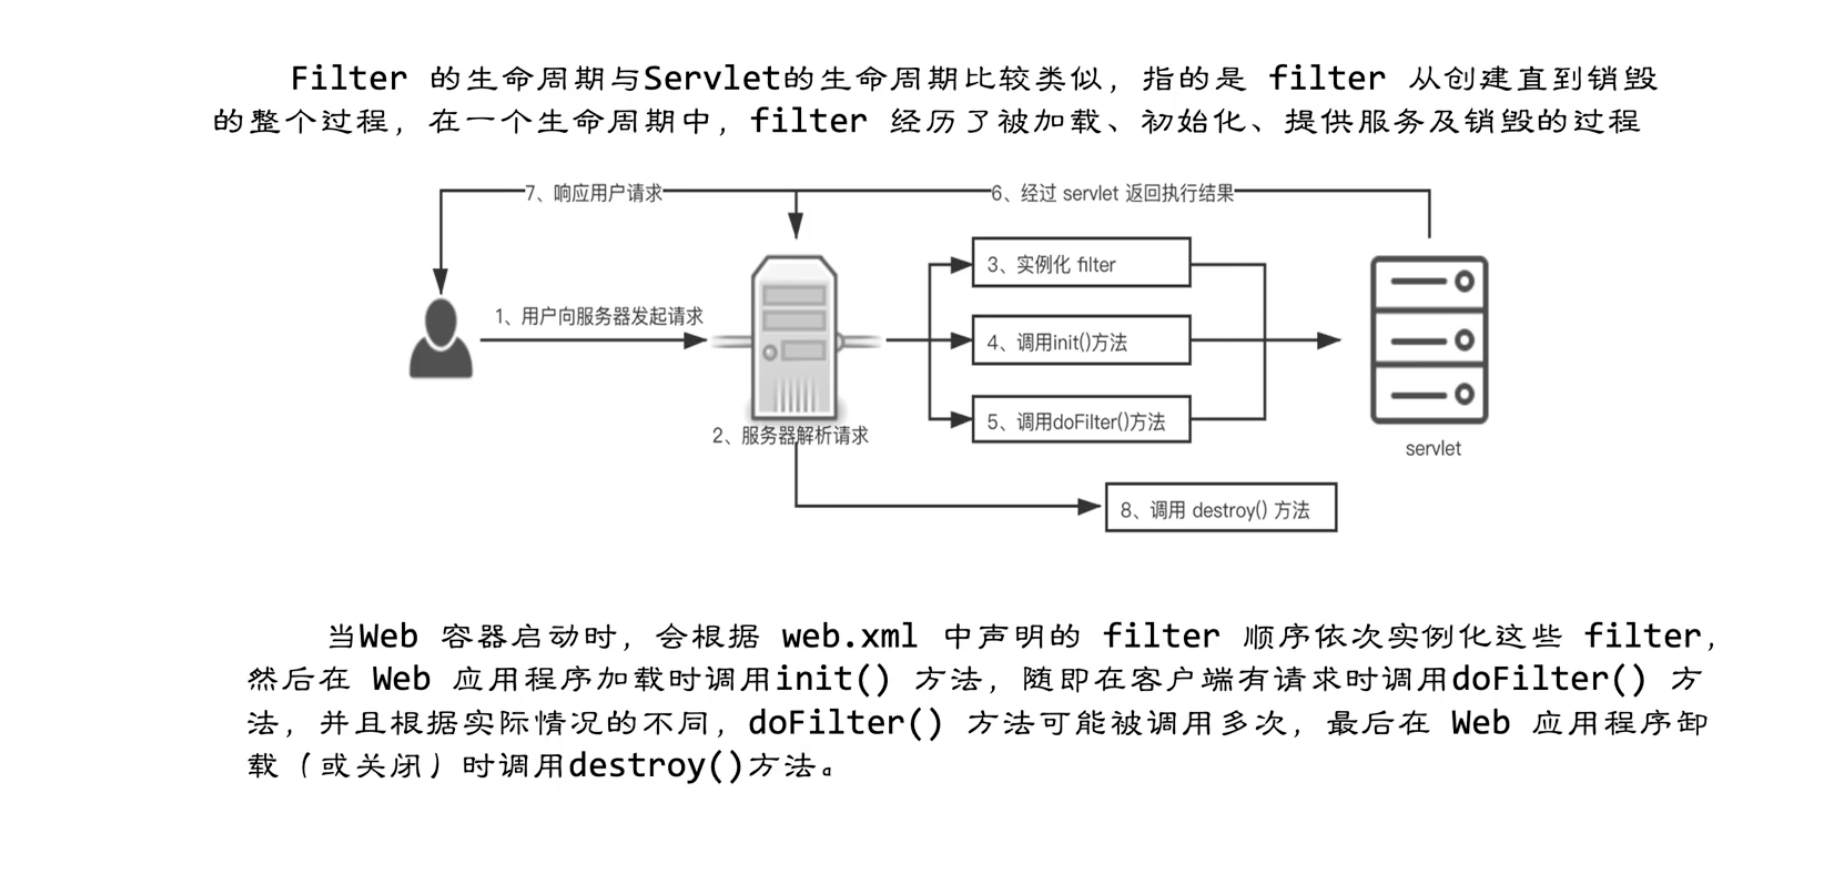 Filter 的生命周期与Servlet的生命周期比较类似，指的是 filter 从创建直到销毁
的整个过程，在一个生命周期中，filter 经历了被加载、初始化、提供服务及销毁的过程
7、响应用户请求
6、经过 servlet 返回执行结果
3、实例化 filter
1、用户向服务器发起请求
4、调用init()方法
5、调用doFilter()方法
2、服务器解析请求
servlet
8、调用 destroy() 方法
当Web 容器启动时，会根据 web.xml 中声明的 filter 顺序依次实例化这些 filter，
然后在 Web 应用程序加载时调用init() 方法，随即在客户端有请求时调用doFilter() 方
法，并且根据实际情况的不同，doFilter() 方法可能被调用多次，最后在 Web 应用程序卸
载（或关闭）时调用destroy()方法。